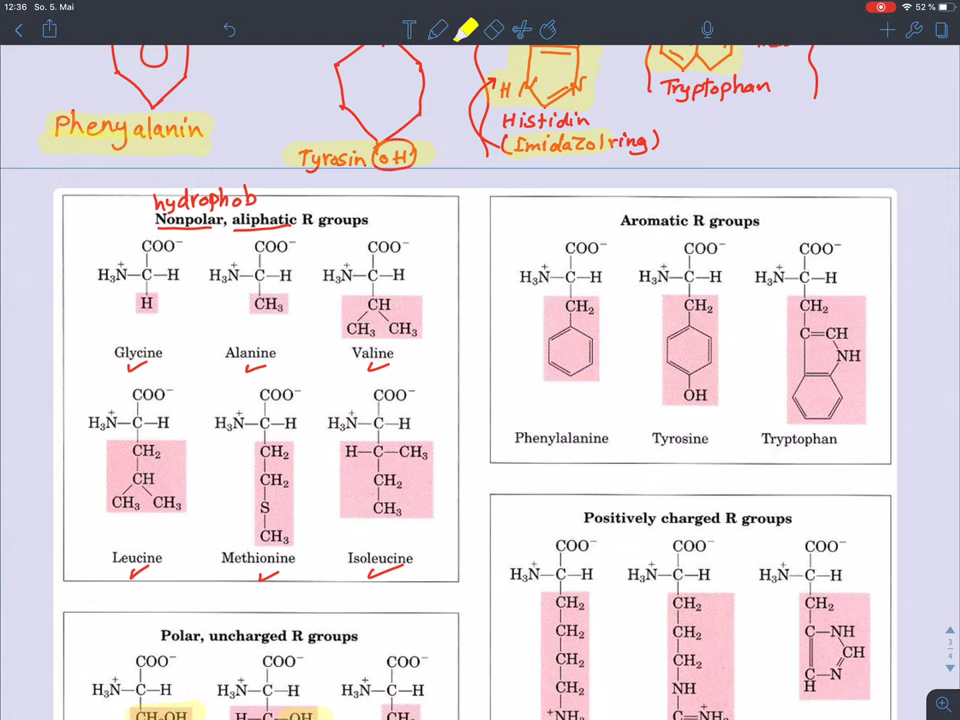 12:36 So. 5. Mai
52 %
T
H N N
Phenyalanin
Tyrosin OH
Histidin
(Imidazolring)
Tryptophan
3
4
hydrophob
Nonpolar, aliphatic R groups
COO⁻ COO⁻ COO⁻
H₃N⁺—C—H H₃N⁺—C—H H₃N⁺—C—H
H CH₃ CH
CH₃ CH₃
Glycine Alanine Valine
COO⁻ COO⁻ COO⁻
H₃N⁺—C—H H₃N⁺—C—H H₃N⁺—C—H
CH₂ CH₂ H—C—CH₃
CH CH₂ CH₂
CH₃ CH₃ S CH₃
CH₃
Leucine Methionine Isoleucine
Aromatic R groups
COO⁻ COO⁻ COO⁻
H₃N⁺—C—H H₃N⁺—C—H H₃N⁺—C—H
CH₂ CH₂ CH₂
C=CH
NH
OH
Phenylalanine Tyrosine Tryptophan
Polar, uncharged R groups
COO⁻ COO⁻ COO⁻
H₃N⁺—C—H H₃N⁺—C—H H₃N⁺—C—H
CH₂OH H—C—OH CH₂
Positively charged R groups
COO⁻ COO⁻ COO⁻
H₃N⁺—C—H H₃N⁺—C—H H₃N⁺—C—H
CH₂ CH₂ CH₂
CH₂ CH₂ C—NH
CH₂ CH₂ CH
CH₂ NH C—N
H
⁺NH₃ C=NH₂⁺